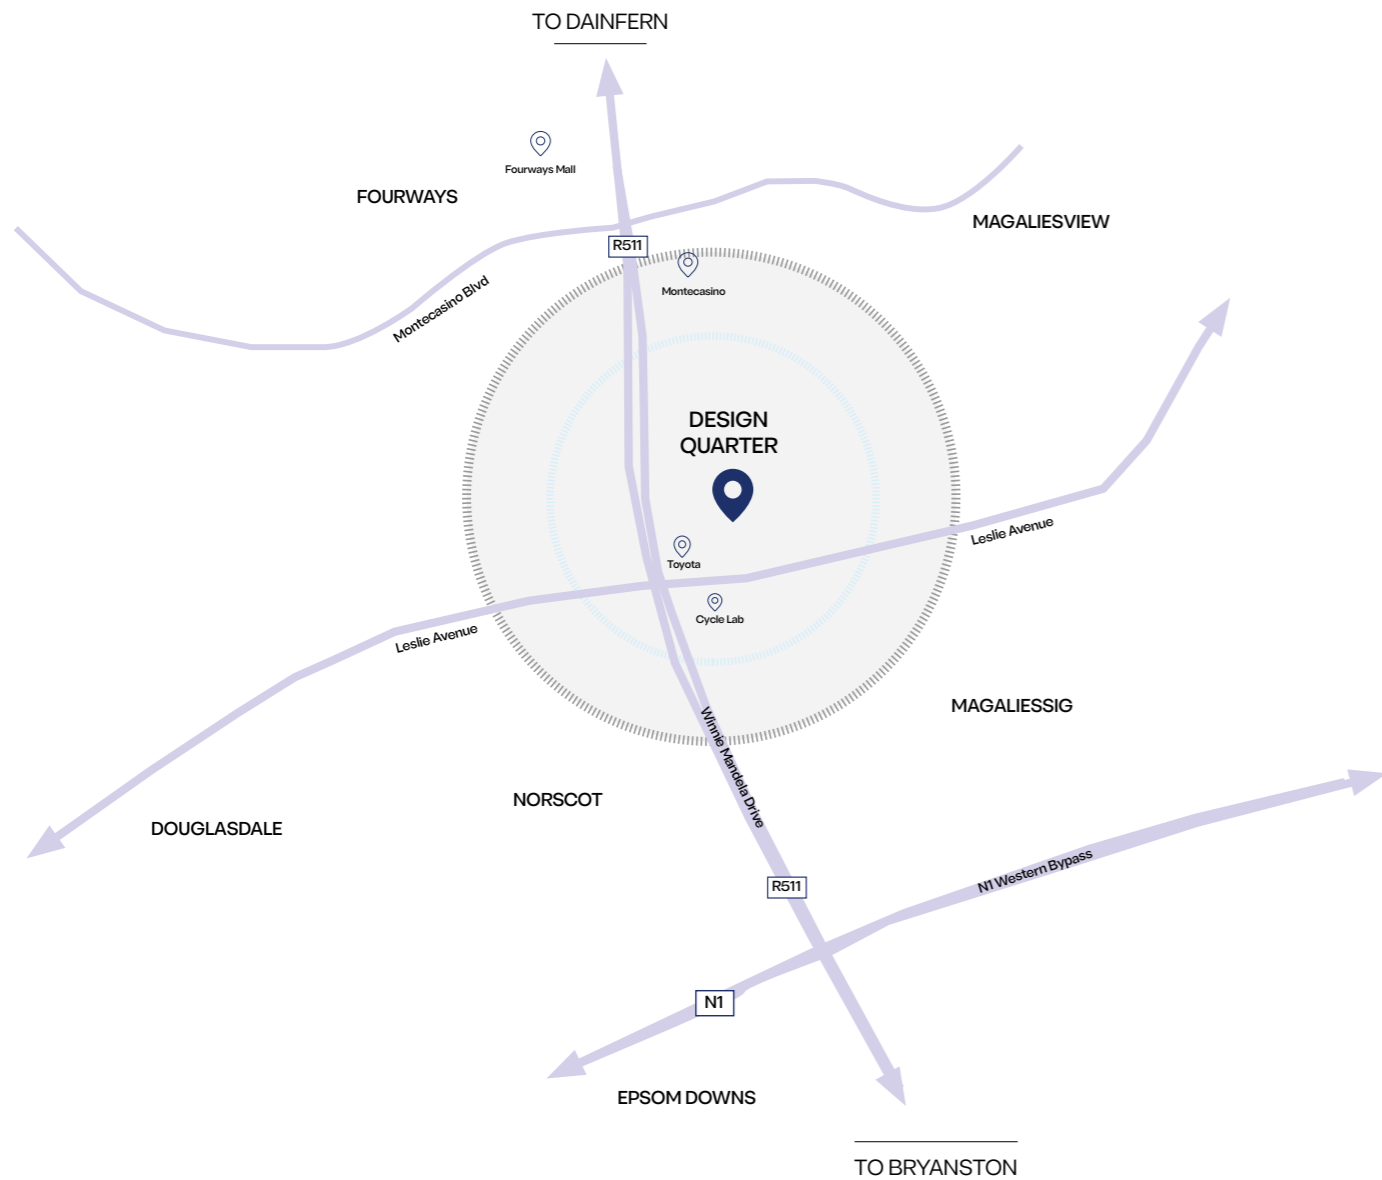 TO DAINFERN
Fourways Mall
FOURWAYS
MAGALIESVIEW
R511
Montecasino
Montecasino Blvd
DESIGN
QUARTER
Leslie Avenue
Toyota
Cycle Lab
Leslie Avenue
MAGALIESSIG
Winnie Mandela Drive
NORSCOT
DOUGLASDALE
N1 Western Bypass
R511
N1
EPSOM DOWNS
TO BRYANSTON